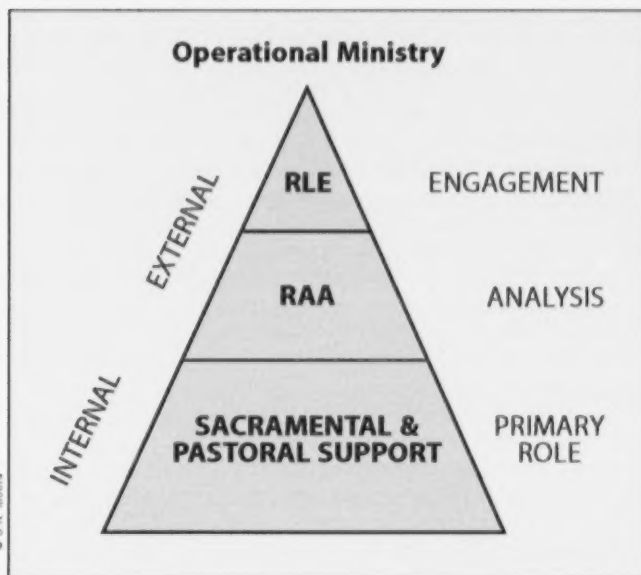 Operational Ministry
EXTERNAL
RLE
ENGAGEMENT
RAA
ANALYSIS
INTERNAL
SACRAMENTAL &
PASTORAL SUPPORT
PRIMARY
ROLE